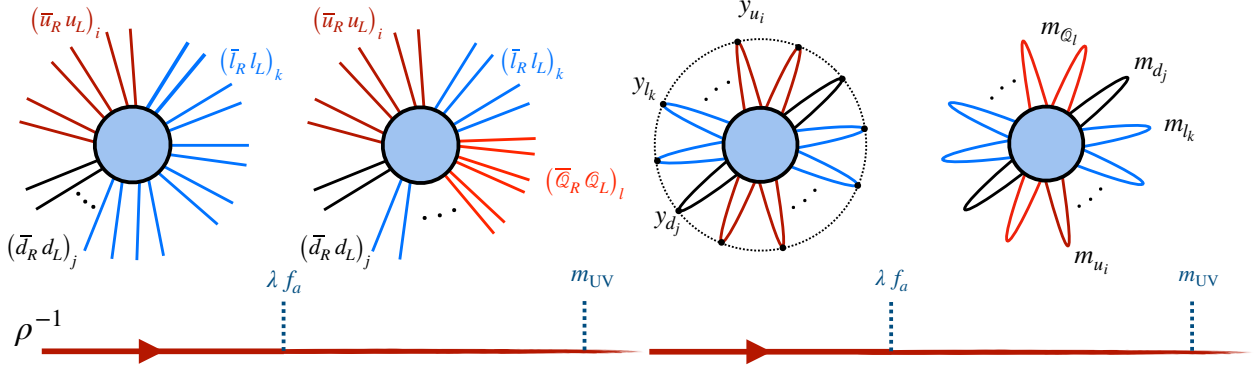 (u̅_R u_L)_i
(l̅_R l_L)_k
(d̅_R d_L)_j
(u̅_R u_L)_i
(l̅_R l_L)_k
(𝒬̅_R 𝒬_L)_l
(d̅_R d_L)_j
y_{u_i}
y_{l_k}
y_{d_j}
m_{𝒬_l}
m_{d_j}
m_{l_k}
m_{u_i}
λ f_a
m_UV
λ f_a
m_UV
ρ^{-1}